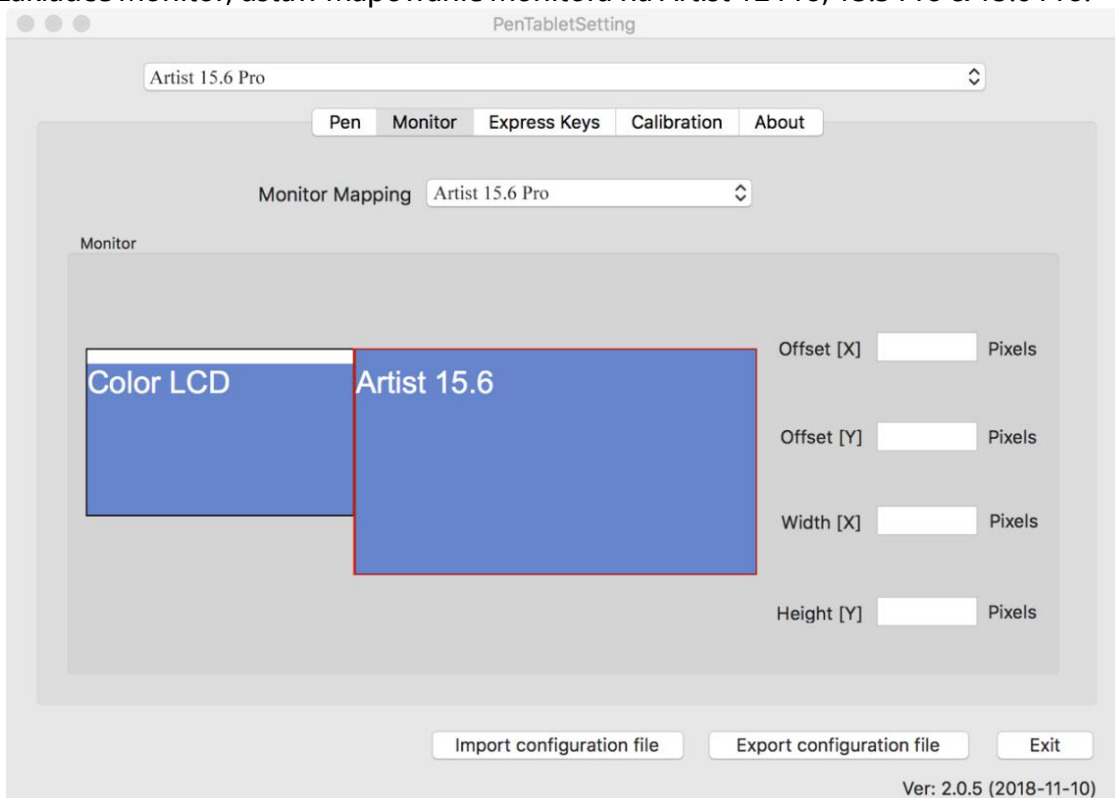 PenTabletSetting
Artist 15.6 Pro
Pen Monitor Express Keys Calibration About
Monitor Mapping Artist 15.6 Pro
Monitor
Offset [X] Pixels
Color LCD Artist 15.6
Offset [Y] Pixels
Width [X] Pixels
Height [Y] Pixels
Import configuration file Export configuration file Exit
Ver: 2.0.5 (2018-11-10)